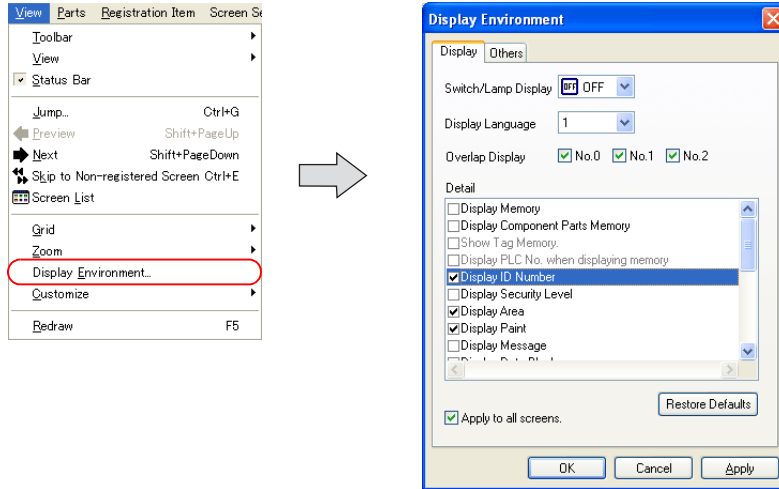 View Parts Registration Item Screen Se
Toolbar
View
Status Bar
Jump... Ctrl+G
Preview Shift+PageUp
Next Shift+PageDown
Skip to Non-registered Screen Ctrl+E
Screen List
Grid
Zoom
Display Environment...
Customize
Redraw F5
Display Environment
Display Others
Switch/Lamp Display OFF OFF
Display Language 1
Overlap Display No.0 No.1 No.2
Detail
Display Memory
Display Component Parts Memory
Show Tag Memory.
Display PLC No. when displaying memory
Display ID Number
Display Security Level
Display Area
Display Paint
Display Message
Restore Defaults
Apply to all screens.
OK Cancel Apply